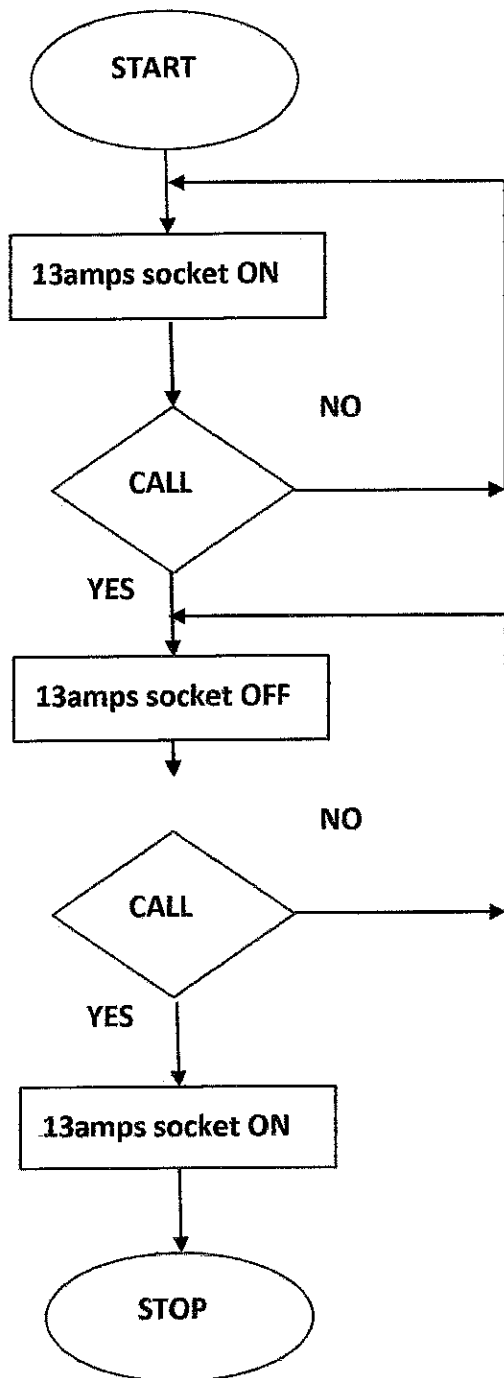 START
13amps socket ON
NO
CALL
YES
13amps socket OFF
NO
CALL
YES
13amps socket ON
STOP